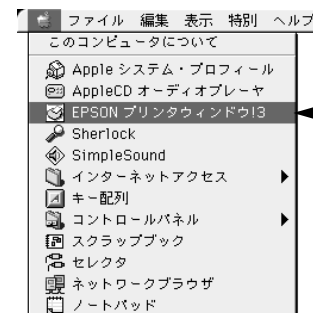 ファイル 編集 表示 特別 ヘルプ
このコンピュータについて
Apple システム・プロフィール
AppleCD オーディオプレーヤ
EPSON プリンタウィンドウ!3
Sherlock
SimpleSound
インターネットアクセス
キー配列
コントロールパネル
スクラップブック
セレクタ
ネットワークブラウザ
ノートパッド